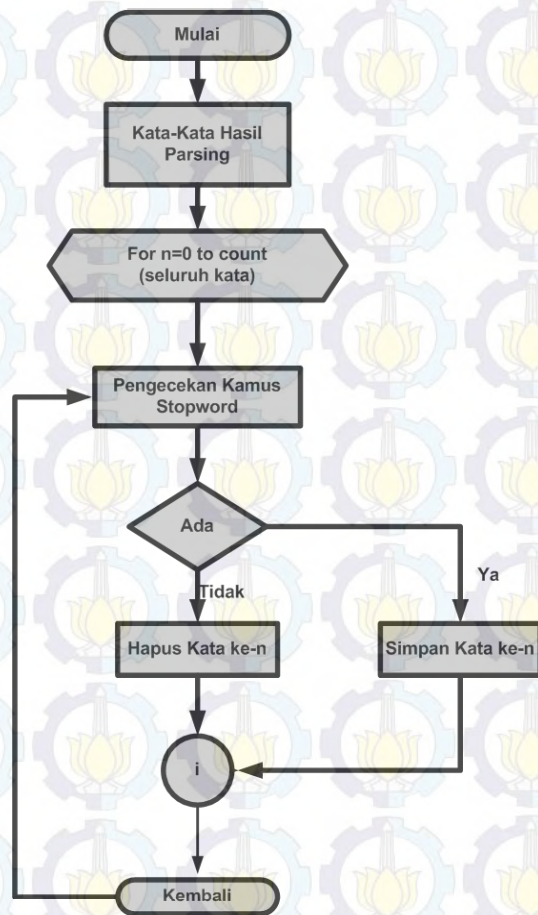 Mulai
Kata-Kata Hasil
Parsing
For n=0 to count
(seluruh kata)
Pengecekan Kamus
Stopword
Ada
Ya
Tidak
Hapus Kata ke-n
Simpan Kata ke-n
i
Kembali